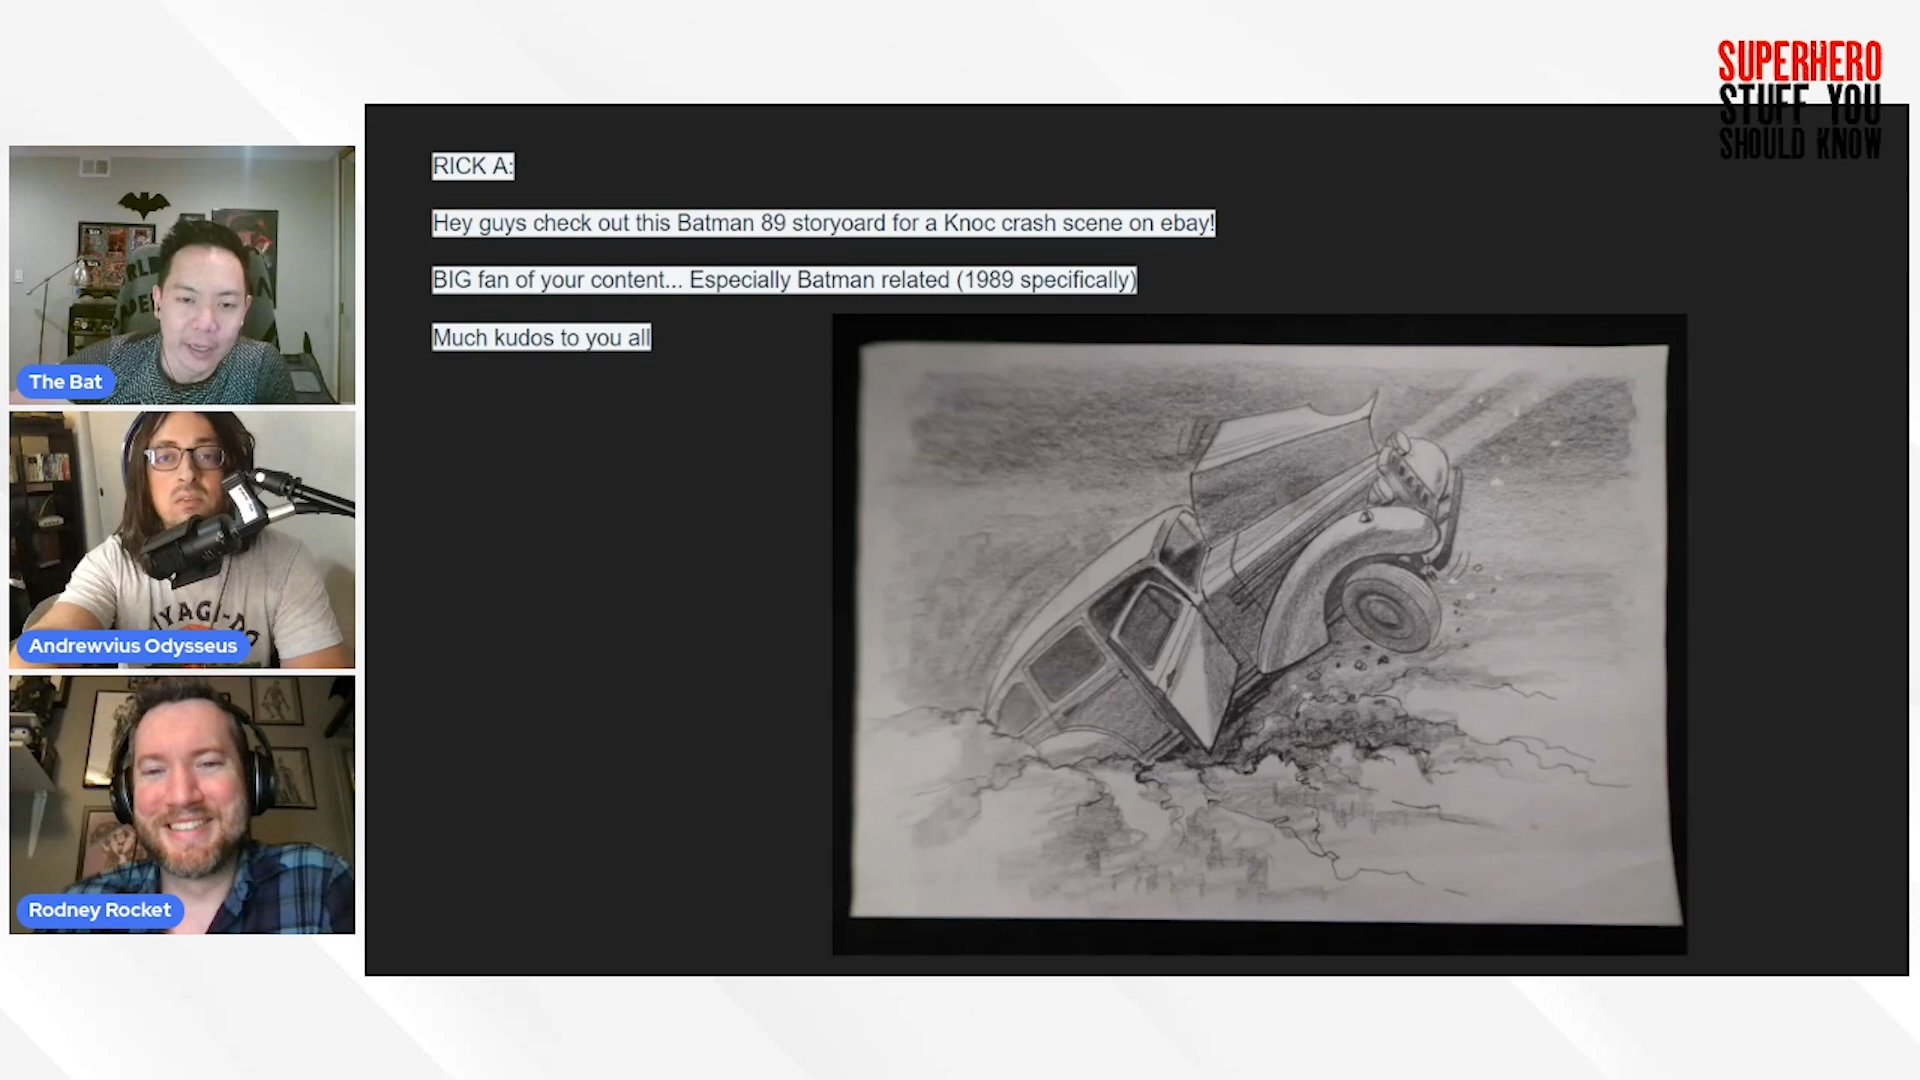 SUPERHERO
STUFF YOU
SHOULD KNOW
RICK A:
Hey guys check out this Batman 89 storyoard for a Knoc crash scene on ebay!
BIG fan of your content... Especially Batman related (1989 specifically)
Much kudos to you all
The Bat
Andrewvius Odysseus
Rodney Rocket